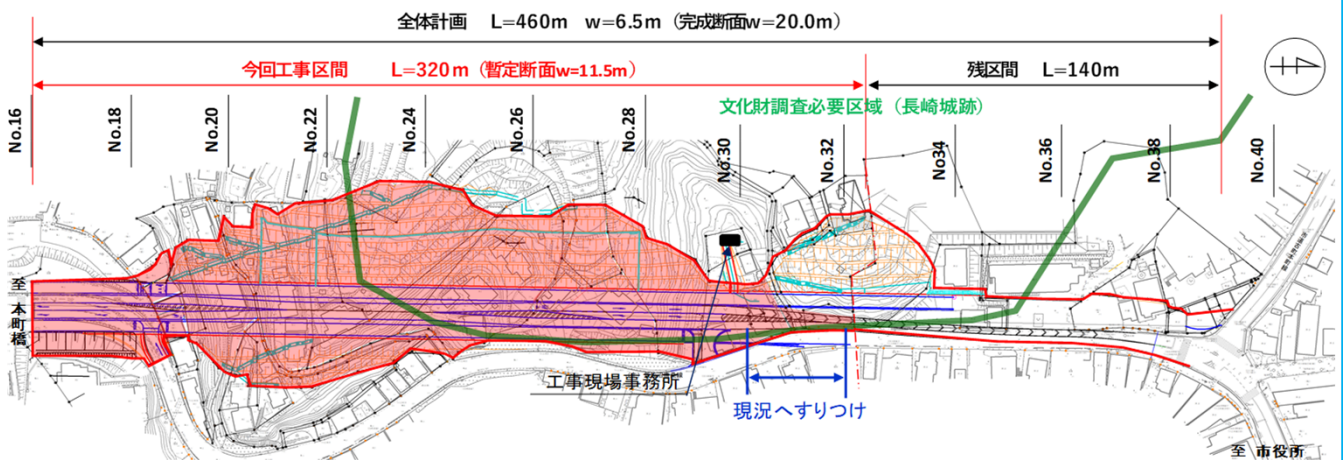 全体計画 L=460m w=6.5m（完成断面w=20.0m）
今回工事区間 L=320m（暫定断面w=11.5m）
残区間 L=140m
文化財調査必要区域（長崎城跡）
No.16
No.18
No.20
No.22
No.24
No.26
No.28
No.30
No.32
No34
No.36
No.38
No.40
至 本町橋
工事現場事務所
現況へすりつけ
至 市役所